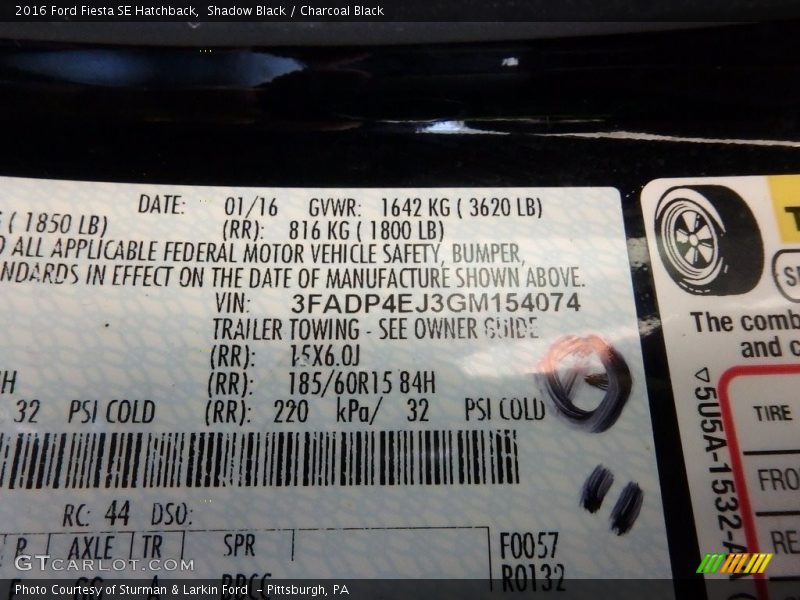 2016 Ford Fiesta SE Hatchback, Shadow Black / Charcoal Black
DATE: 01/16 GVWR: 1642 KG ( 3620 LB)
( 1850 LB) (RR): 816 KG ( 1800 LB)
ALL APPLICABLE FEDERAL MOTOR VEHICLE SAFETY, BUMPER,
IN EFFECT ON THE DATE OF MANUFACTURE SHOWN ABOVE.
VIN: 3FADP4EJ3GM154074
TRAILER TOWING - SEE OWNER GUIDE
(RR): 15X6.0J
(RR): 185/60R15 84H
32 PSI COLD (RR): 220 kPa/ 32 PSI COLD
RC: 44 DSO:
R AXLE TR SPR F0057
R0132
The
and
TIRE
5U5A-1532-A
GTCARLOT.COM
Photo Courtesy of Sturman & Larkin Ford - Pittsburgh, PA